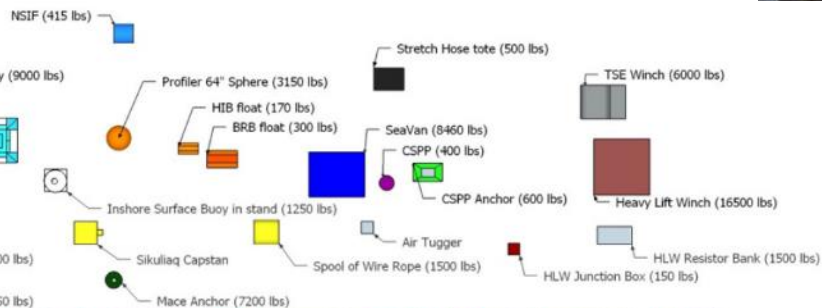 NSIF (415 lbs)
Stretch Hose tote (500 lbs)
(9000 lbs)
Profiler 64" Sphere (3150 lbs)
TSE Winch (6000 lbs)
HIB float (170 lbs)
BRB float (300 lbs)
SeaVan (8460 lbs)
CSPP (400 lbs)
CSPP Anchor (600 lbs)
Heavy Lift Winch (16500 lbs)
Inshore Surface Buoy in stand (1250 lbs)
Air Tugger
Sikuliaq Capstan
Spool of Wire Rope (1500 lbs)
HLW Resistor Bank (1500 lbs)
HLW Junction Box (150 lbs)
Mace Anchor (7200 lbs)